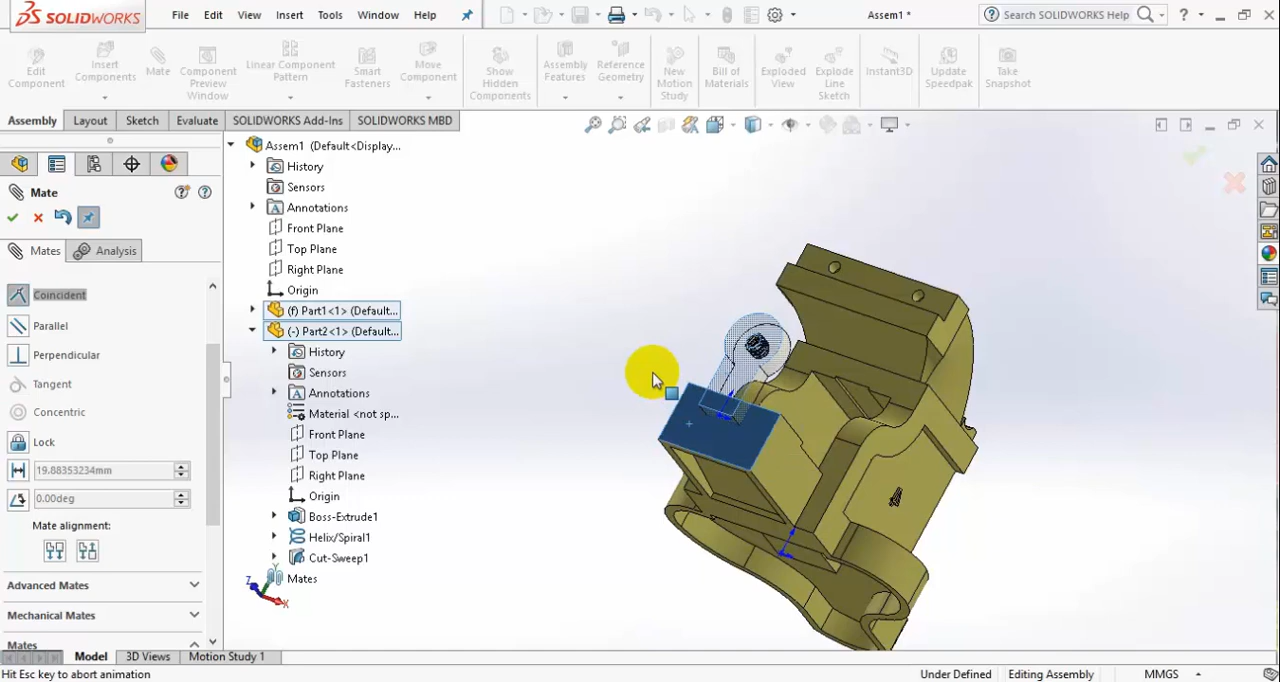 SOLIDWORKS
File Edit View Insert Tools Window Help
Assem1 *
Search SOLIDWORKS Help
?
Edit Component
Insert Components
Mate
Component Preview Window
Linear Component Pattern
Smart Fasteners
Move Component
Show Hidden Components
Assembly Features
Reference Geometry
New Motion Study
Bill of Materials
Exploded View
Explode Line Sketch
Instant3D
Update Speedpak
Take Snapshot
Assembly Layout Sketch Evaluate SOLIDWORKS Add-Ins SOLIDWORKS MBD
Mate
Mates Analysis
Coincident
Parallel
Perpendicular
Tangent
Concentric
Lock
19.88353234mm
0.00deg
Mate alignment:
Advanced Mates
Mechanical Mates
Mates
Assem1 (Default<Display...
History
Sensors
Annotations
Front Plane
Top Plane
Right Plane
Origin
(f) Part1<1> (Default...
(-) Part2<1> (Default...
History
Sensors
Annotations
Material <not sp...
Front Plane
Top Plane
Right Plane
Origin
Boss-Extrude1
Helix/Spiral1
Cut-Sweep1
Mates
Y
Z
X
Model 3D Views Motion Study 1
Hit Esc key to abort animation
Under Defined
Editing Assembly
MMGS